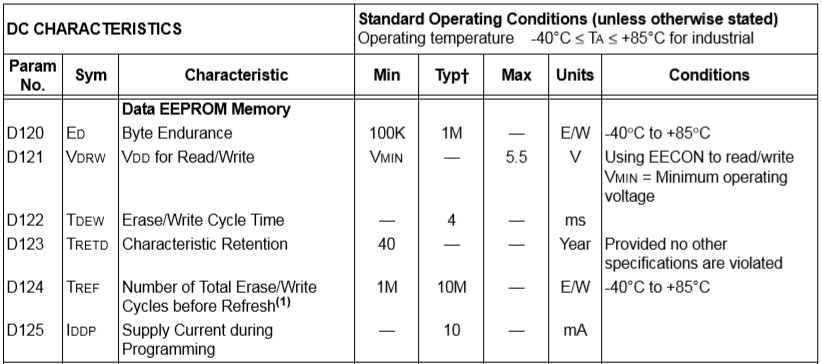 DC CHARACTERISTICS
Standard Operating Conditions (unless otherwise stated)
Operating temperature -40°C ≤ TA ≤ +85°C for industrial
Param No. Sym Characteristic Min Typ† Max Units Conditions
Data EEPROM Memory
D120 ED Byte Endurance 100K 1M — E/W -40°C to +85°C
D121 VDRW VDD for Read/Write VMIN — 5.5 V Using EECON to read/write
VMIN = Minimum operating
voltage
D122 TDEW Erase/Write Cycle Time — 4 — ms
D123 TRETD Characteristic Retention 40 — — Year Provided no other
specifications are violated
D124 TREF Number of Total Erase/Write 1M 10M — E/W -40°C to +85°C
Cycles before Refresh(1)
D125 IDDP Supply Current during — 10 — mA
Programming